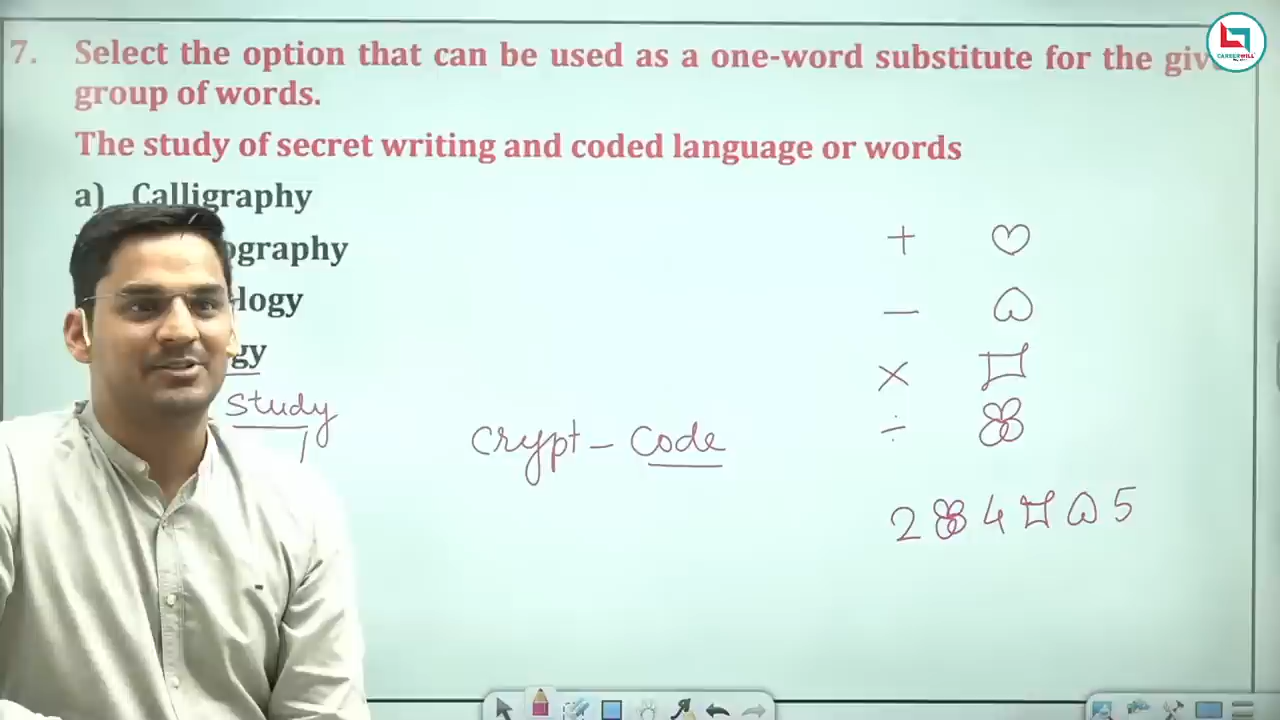 7. Select the option that can be used as a one-word substitute for the
group of words.
The study of secret writing and coded language or words
a) Calligraphy
ography
logy
gy
Study
Crypt - Code
+ ♡
−
×
÷
2 4 5
CAREERWILL